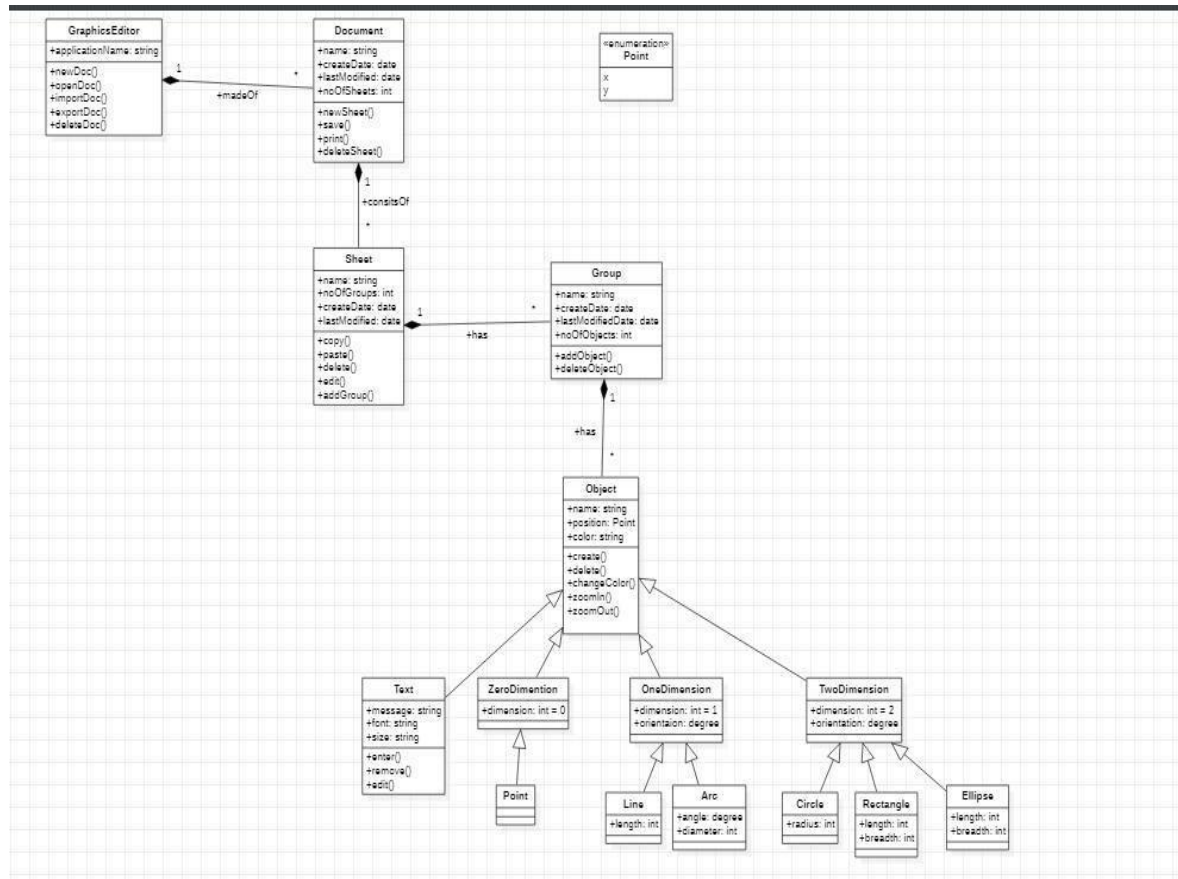 GraphicsEditor
+applicationName: string
+newDoc()
+openDoc()
+importDoc()
+exportDoc()
+deleteDoc()
1
*
+madeOf
Document
+name: string
+createDate: date
+lastModified: date
+noOfSheets: int
+newSheet()
+save()
+print()
+deleteSheet()
«enumeration»
Point
x
y
1
+consitsOf
*
Sheet
+name: string
+noOfGroups: int
+createDate: date
+lastModified: date
+copy()
+paste()
+delete()
+edit()
+addGroup()
1
*
+has
Group
+name: string
+createDate: date
+lastModifiedDate: date
+noOfObjects: int
+addObject()
+deleteObject()
1
+has
*
Object
+name: string
+position: Point
+color: string
+create()
+delete()
+changeColor()
+zoomIn()
+zoomOut()
Text
+message: string
+font: string
+size: string
+enter()
+remove()
+edit()
ZeroDimention
+dimension: int = 0
OneDimension
+dimension: int = 1
+orientaion: degree
TwoDimension
+dimension: int = 2
+orientation: degree
Point
Line
+length: int
Arc
+angle: degree
+diameter: int
Circle
+radius: int
Rectangle
+length: int
+breadth: int
Ellipse
+length: int
+breadth: int